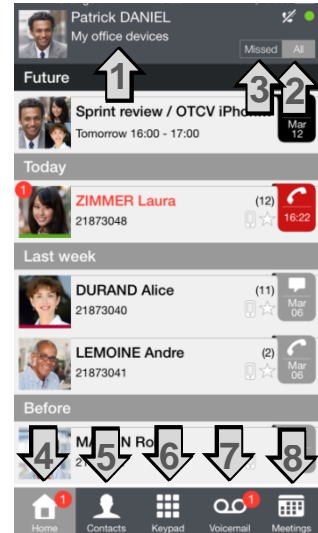 Patrick DANIEL
My office devices
Missed All
1
3
2
Future
Sprint review / OTCV
Tomorrow 16:00 - 17:00
Mar
12
Today
1
ZIMMER Laura
(12)
21873048
16:22
Last week
DURAND Alice
(11)
21873040
Mar
06
LEMOINE Andre
(2)
21873041
Mar
06
Before
4
5
6
7
8
1
1
Home
Contacts
Keypad
Voicemail
Meetings